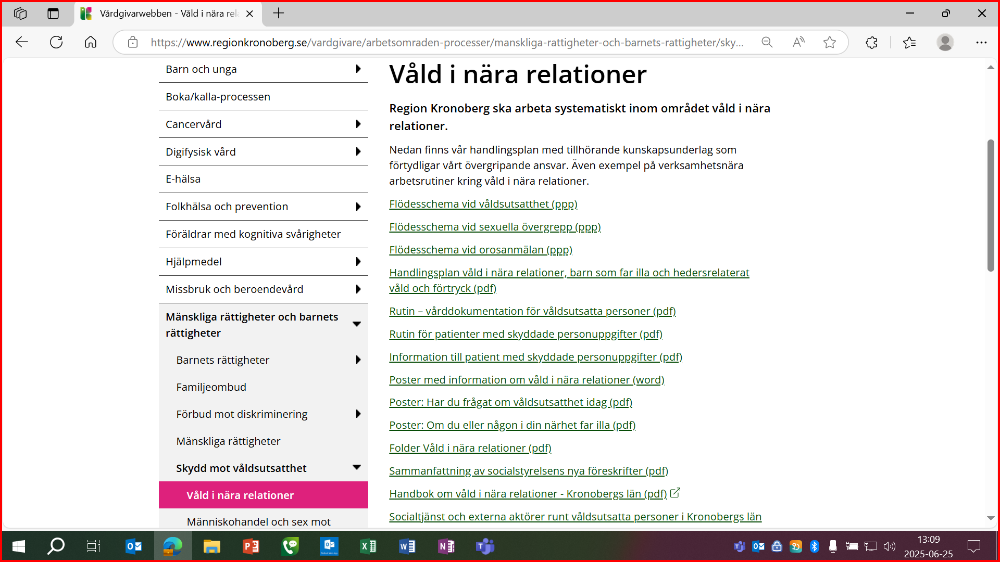 Vårdgivarwebben - Våld i nära rel
https://www.regionkronoberg.se/vardgivare/arbetsomraden-processer/manskliga-rattigheter-och-barnets-rattigheter/sky...
Barn och unga
Boka/kalla-processen
Cancervård
Digifysisk vård
E-hälsa
Folkhälsa och prevention
Föräldrar med kognitiva svårigheter
Hjälpmedel
Missbruk och beroendevård
Mänskliga rättigheter och barnets
rättigheter
Barnets rättigheter
Familjeombud
Förbud mot diskriminering
Mänskliga rättigheter
Skydd mot våldsutsatthet
Våld i nära relationer
Människohandel och sex mot
Våld i nära relationer
Region Kronoberg ska arbeta systematiskt inom området våld i nära
relationer.
Nedan finns vår handlingsplan med tillhörande kunskapsunderlag som
förtydligar vårt övergripande ansvar. Även exempel på verksamhetsnära
arbetsrutiner kring våld i nära relationer.
Flödesschema vid våldsutsatthet (ppp)
Flödesschema vid sexuella övergrepp (ppp)
Flödesschema vid orosanmälan (ppp)
Handlingsplan våld i nära relationer, barn som far illa och hedersrelaterat
våld och förtryck (pdf)
Rutin – vårddokumentation för våldsutsatta personer (pdf)
Rutin för patienter med skyddade personuppgifter (pdf)
Information till patient med skyddade personuppgifter (pdf)
Poster med information om våld i nära relationer (word)
Poster: Har du frågat om våldsutsatthet idag (pdf)
Poster: Om du eller någon i din närhet far illa (pdf)
Folder Våld i nära relationer (pdf)
Sammanfattning av socialstyrelsens nya föreskrifter (pdf)
Handbok om våld i nära relationer - Kronobergs län (pdf)
Socialtjänst och externa aktörer runt våldsutsatta personer i Kronobergs län
13:09
2025-06-25